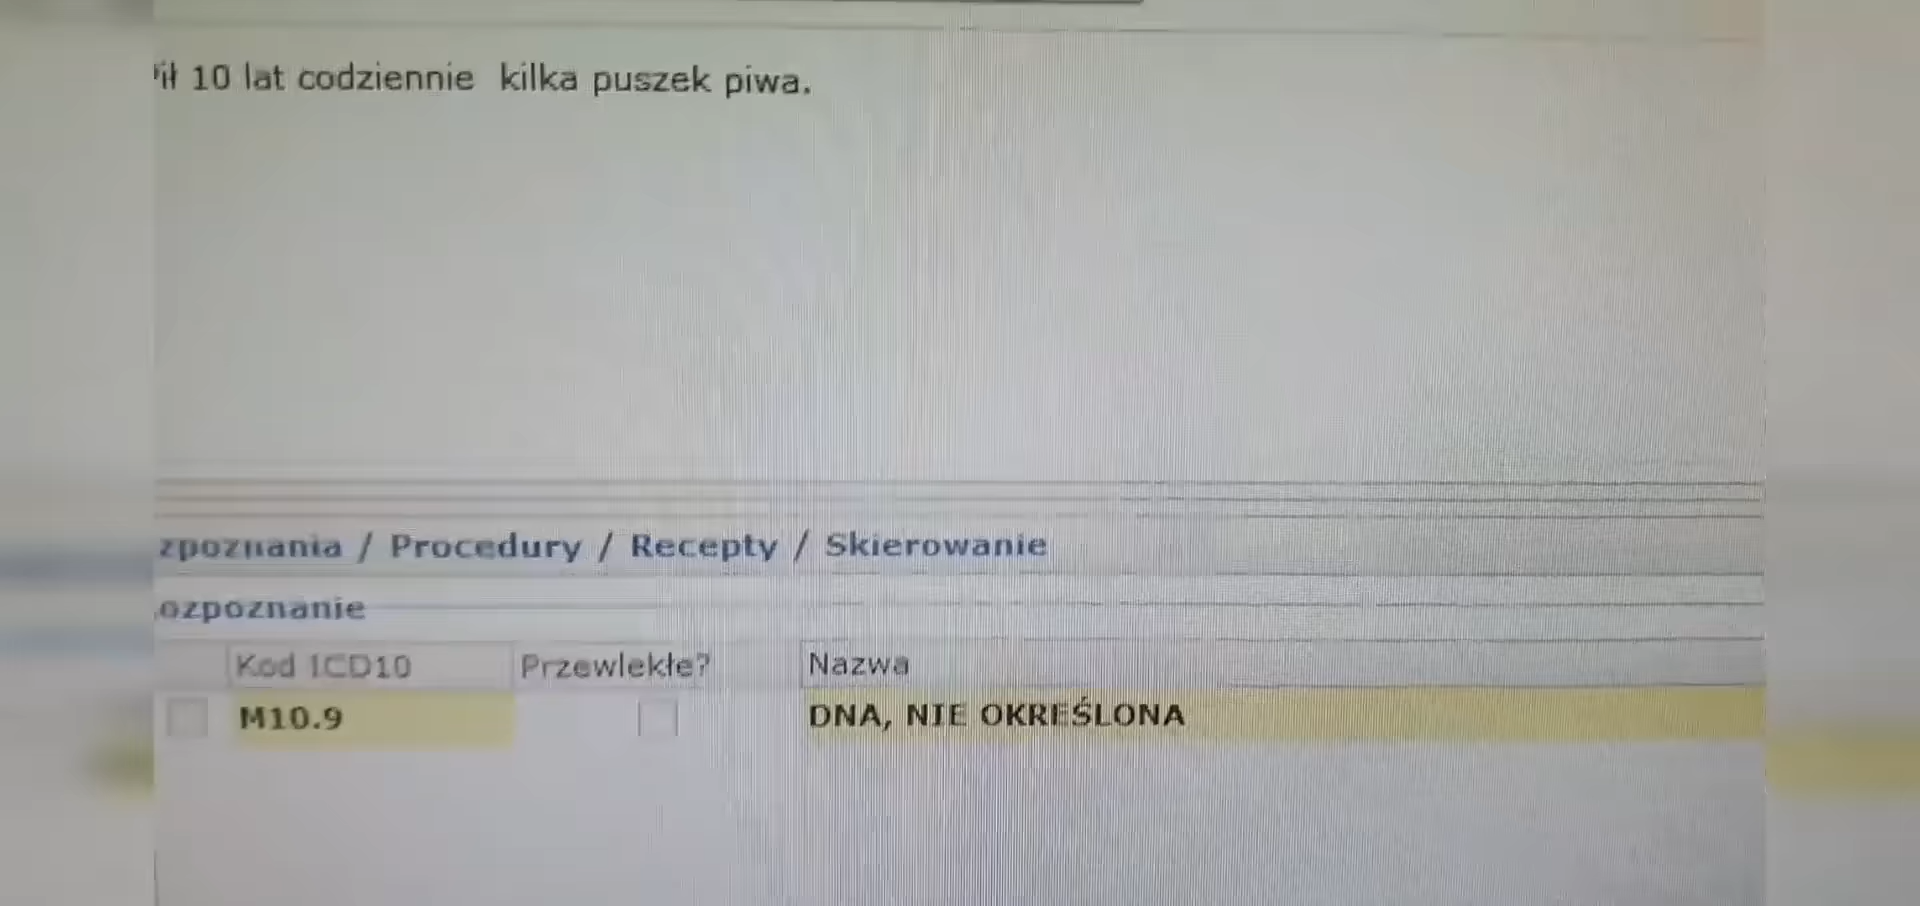 ił 10 lat codziennie kilka puszek piwa.
zpoznania / Procedury / Recepty / Skierowanie
ozpoznanie
Kod ICD10 Przewlekłe? Nazwa
M10.9 DNA, NIE OKREŚLONA